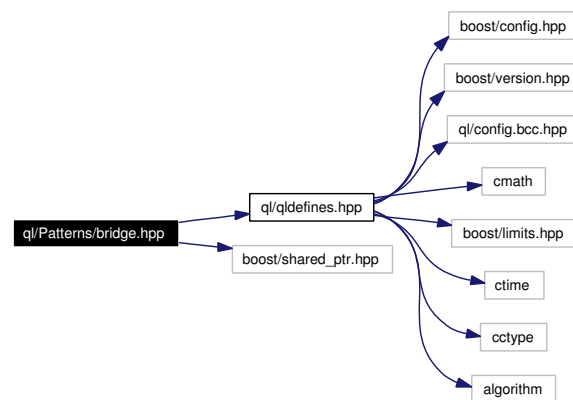 boost/config.hpp
boost/version.hpp
ql/config.bcc.hpp
cmath
ql/qldefines.hpp
ql/Patterns/bridge.hpp
boost/limits.hpp
boost/shared_ptr.hpp
ctime
cctype
algorithm